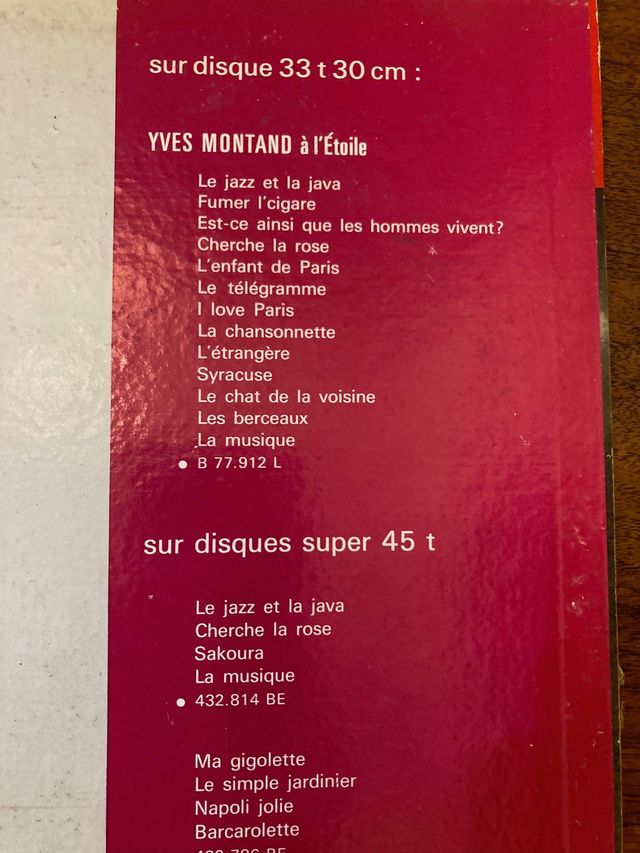 sur disque 33 t 30 cm :
YVES MONTAND à l'Étoile
Le jazz et la java
Fumer l'cigare
Est-ce ainsi que les hommes vivent?
Cherche la rose
L'enfant de Paris
Le télégramme
I love Paris
La chansonnette
L'étrangère
Syracuse
Le chat de la voisine
Les berceaux
La musique
● B 77.912 L
sur disques super 45 t
Le jazz et la java
Cherche la rose
Sakoura
La musique
● 432.814 BE
Ma gigolette
Le simple jardinier
Napoli jolie
Barcarolette